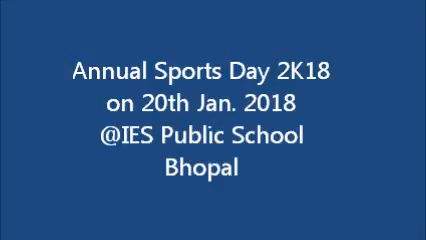 Annual Sports Day 2K18
on 20th Jan. 2018
@IES Public School
Bhopal